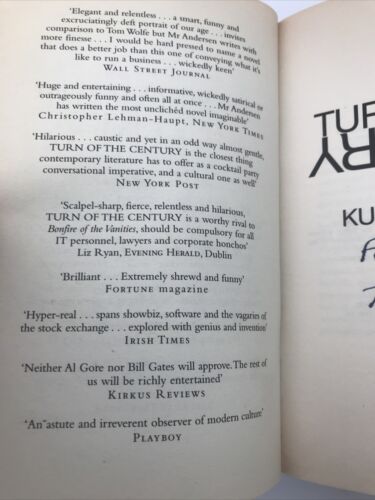 'Elegant and relentless . . . a smart, funny and
excruciatingly deft portrait of our age . . . invites
comparison to Tom Wolfe but Mr Andersen writes with
more finesse . . . I would be hard pressed to name a novel
that does a better job than this one of conveying what it's
like to run a business . . . wickedly keen'
WALL STREET JOURNAL
'Huge and entertaining . . . informative, wickedly satirical or
outrageously funny and often all at once . . . Mr Andersen
has written the most unclichéd novel imaginable'
Christopher Lehman-Haupt, NEW YORK TIMES
'Hilarious . . . caustic and yet in an odd way almost gentle,
TURN OF THE CENTURY is the closest thing
contemporary literature has to offer as a cocktail party
conversational imperative, and a cultural one as well'
NEW YORK POST
'Scalpel-sharp, fierce, relentless and hilarious,
TURN OF THE CENTURY is a worthy rival to
Bonfire of the Vanities, should be compulsory for all
IT personnel, lawyers and corporate honchos'
Liz Ryan, EVENING HERALD, Dublin
'Brilliant . . . Extremely shrewd and funny'
FORTUNE magazine
'Hyper-real . . . spans showbiz, software and the vagaries of
the stock exchange . . . explored with genius and invention'
IRISH TIMES
'Neither Al Gore nor Bill Gates will approve. The rest of
us will be richly entertained'
KIRKUS REVIEWS
'An astute and irreverent observer of modern culture'
PLAYBOY
TUR
RY
KU